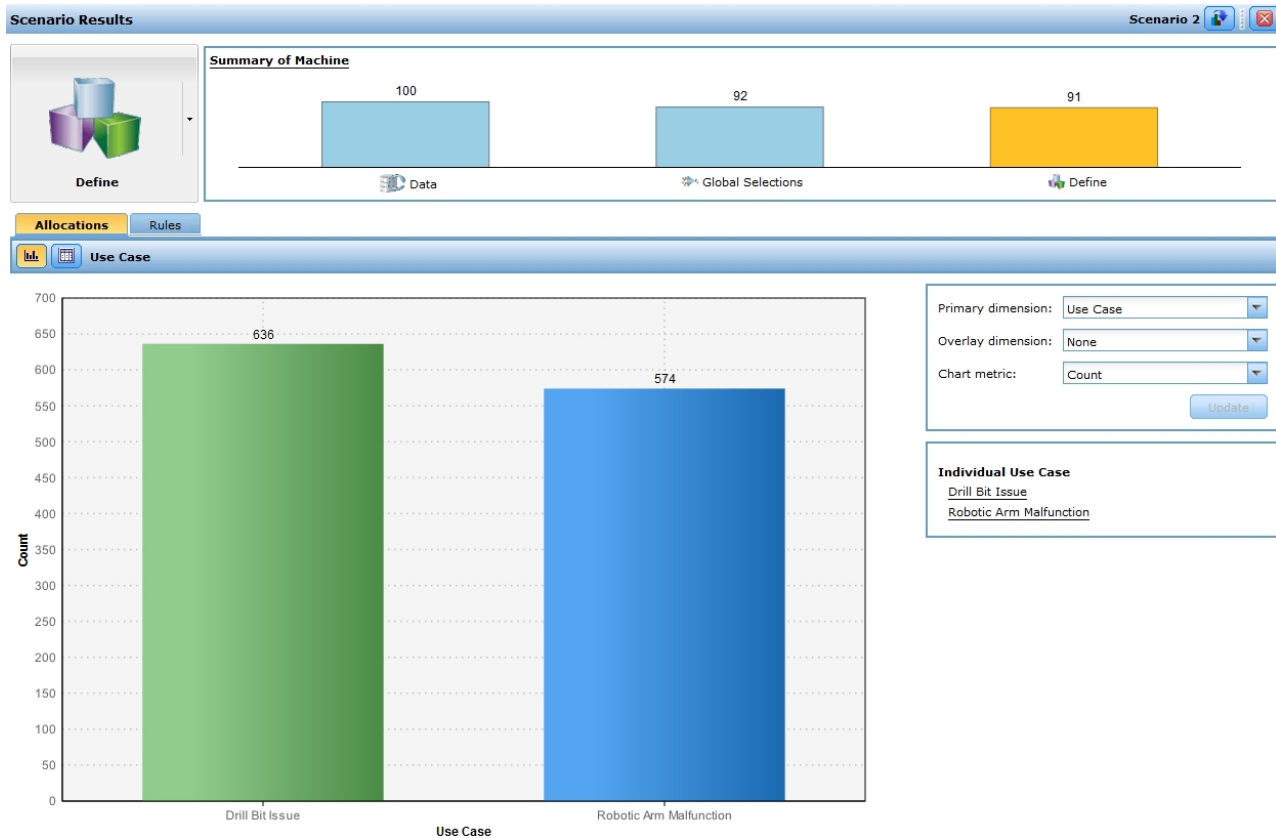 Scenario Results
Scenario 2
Define
Summary of Machine
100
92
91
Data
Global Selections
Define
Allocations
Rules
Use Case
700
650
600
550
500
450
400
350
300
250
200
150
100
50
0
Count
636
574
Drill Bit Issue
Robotic Arm Malfunction
Use Case
Primary dimension: Use Case
Overlay dimension: None
Chart metric: Count
Update
Individual Use Case
Drill Bit Issue
Robotic Arm Malfunction